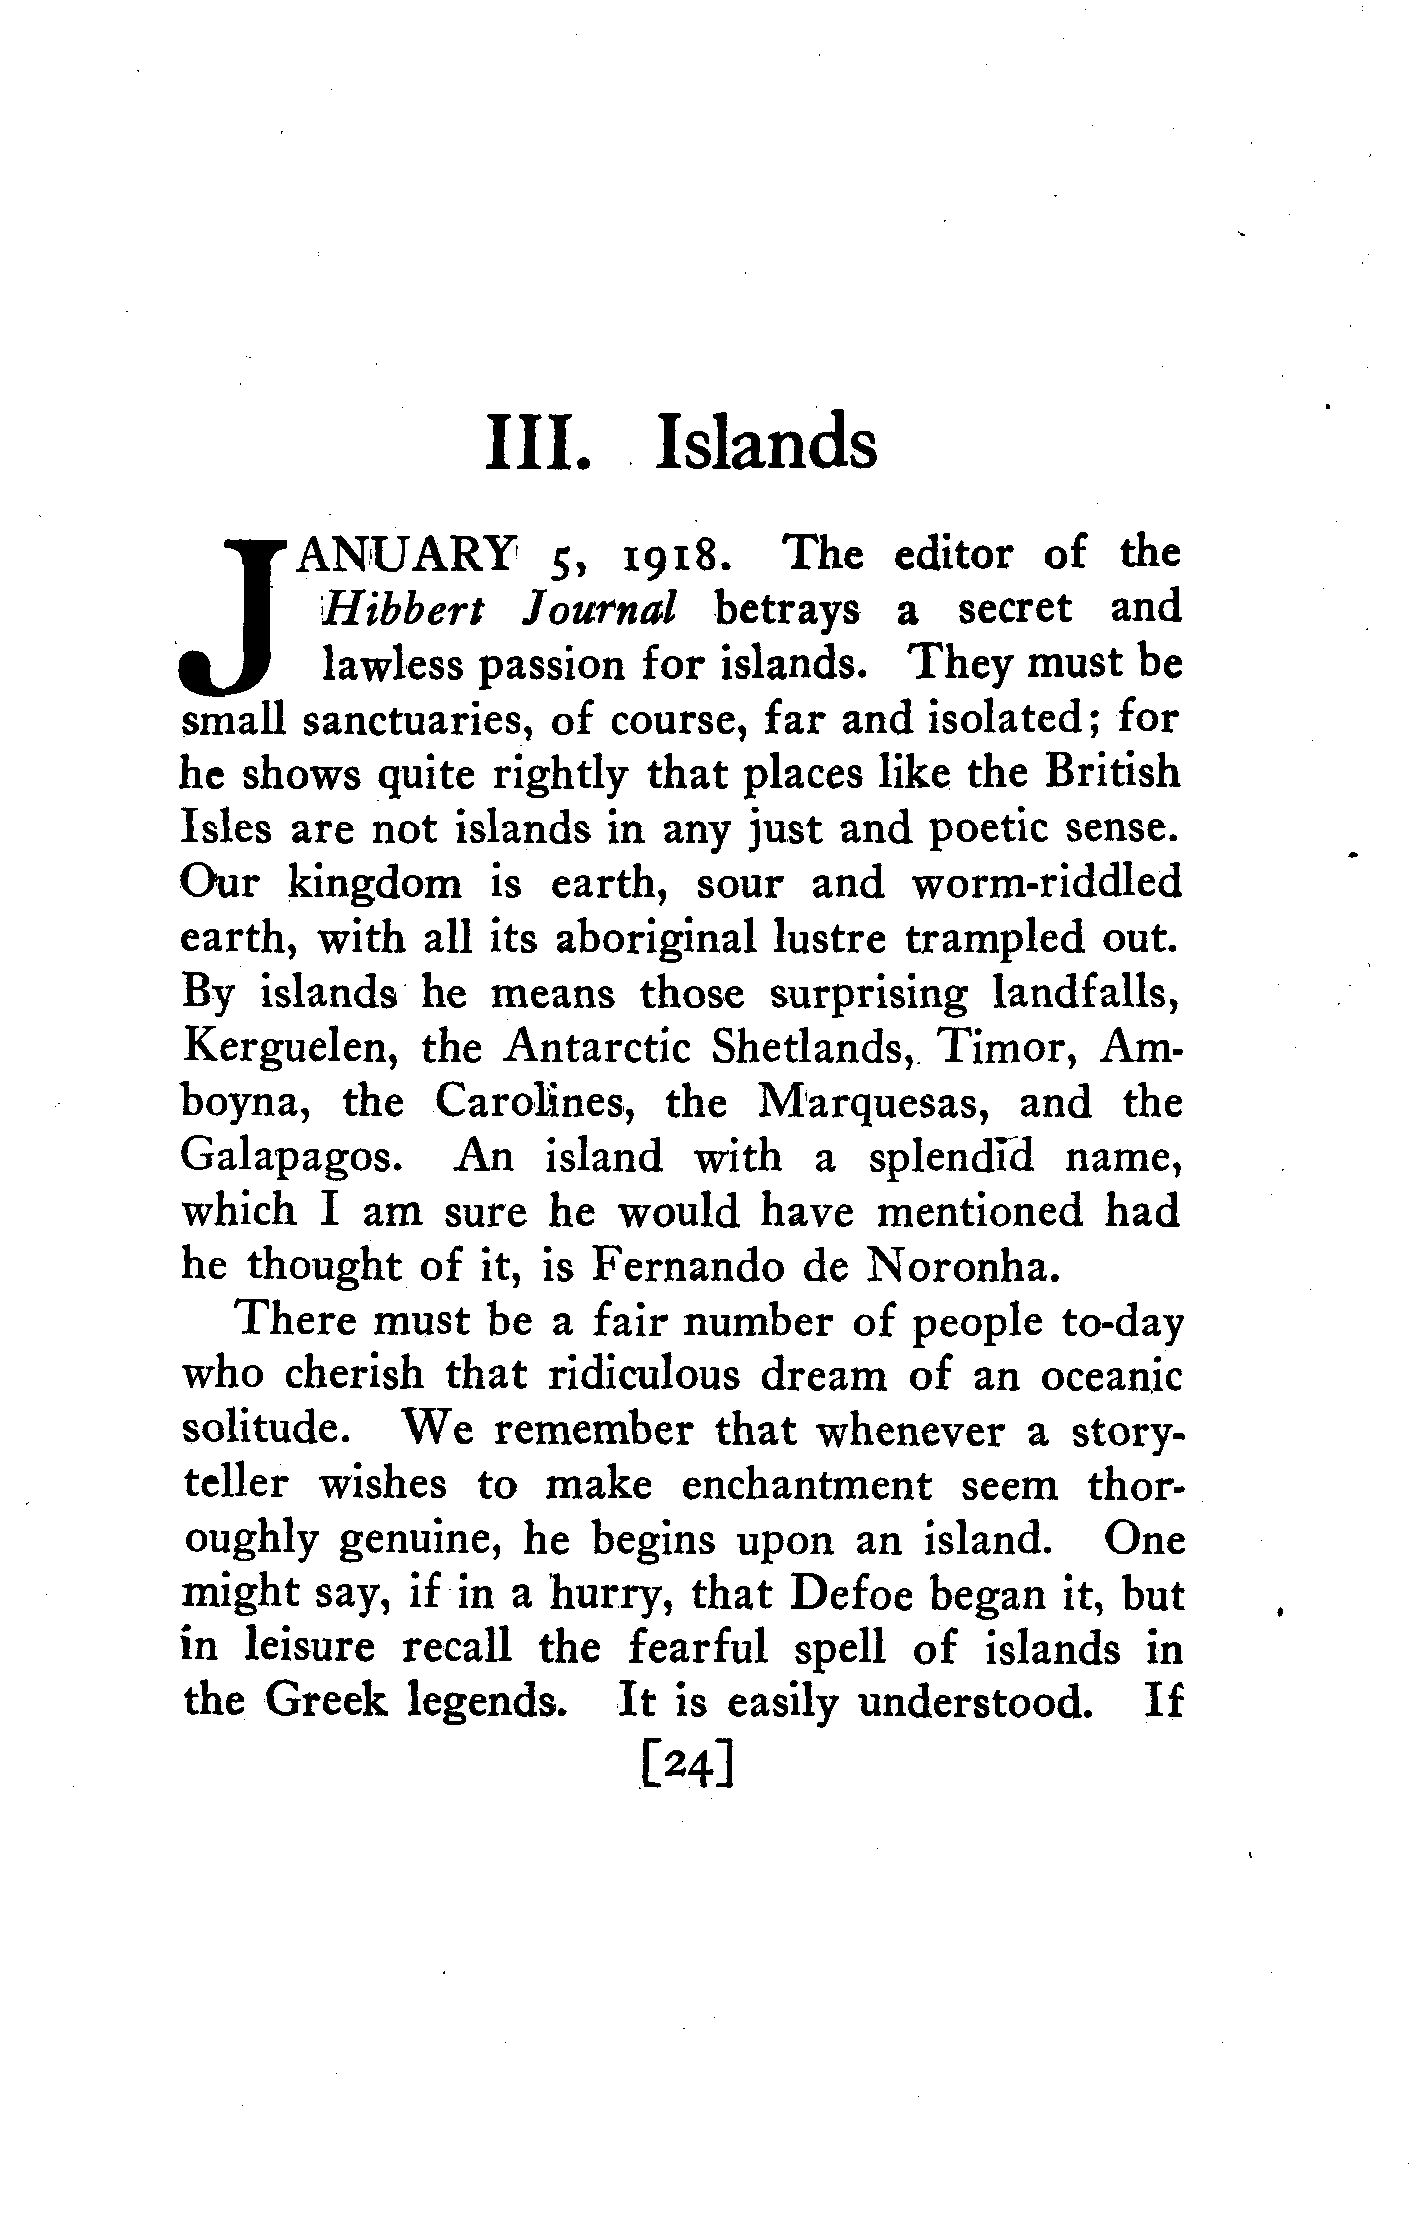 III. Islands
JANUARY 5, 1918. The editor of the
Hibbert Journal betrays a secret and
lawless passion for islands. They must be
small sanctuaries, of course, far and isolated; for
he shows quite rightly that places like the British
Isles are not islands in any just and poetic sense.
Our kingdom is earth, sour and worm-riddled
earth, with all its aboriginal lustre trampled out.
By islands he means those surprising landfalls,
Kerguelen, the Antarctic Shetlands, Timor, Am-
boyna, the Carolines, the Marquesas, and the
Galapagos. An island with a splendid name,
which I am sure he would have mentioned had
he thought of it, is Fernando de Noronha.
There must be a fair number of people to-day
who cherish that ridiculous dream of an oceanic
solitude. We remember that whenever a story-
teller wishes to make enchantment seem thor-
oughly genuine, he begins upon an island. One
might say, if in a hurry, that Defoe began it, but
in leisure recall the fearful spell of islands in
the Greek legends. It is easily understood. If
[24]